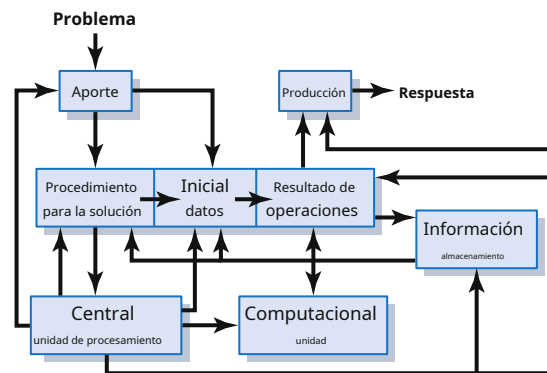 Problema
Aporte
Producción
Respuesta
Procedimiento
para la solución
Inicial
datos
Resultado de
operaciones
Información
almacenamiento
Central
unidad de procesamiento
Computacional
unidad